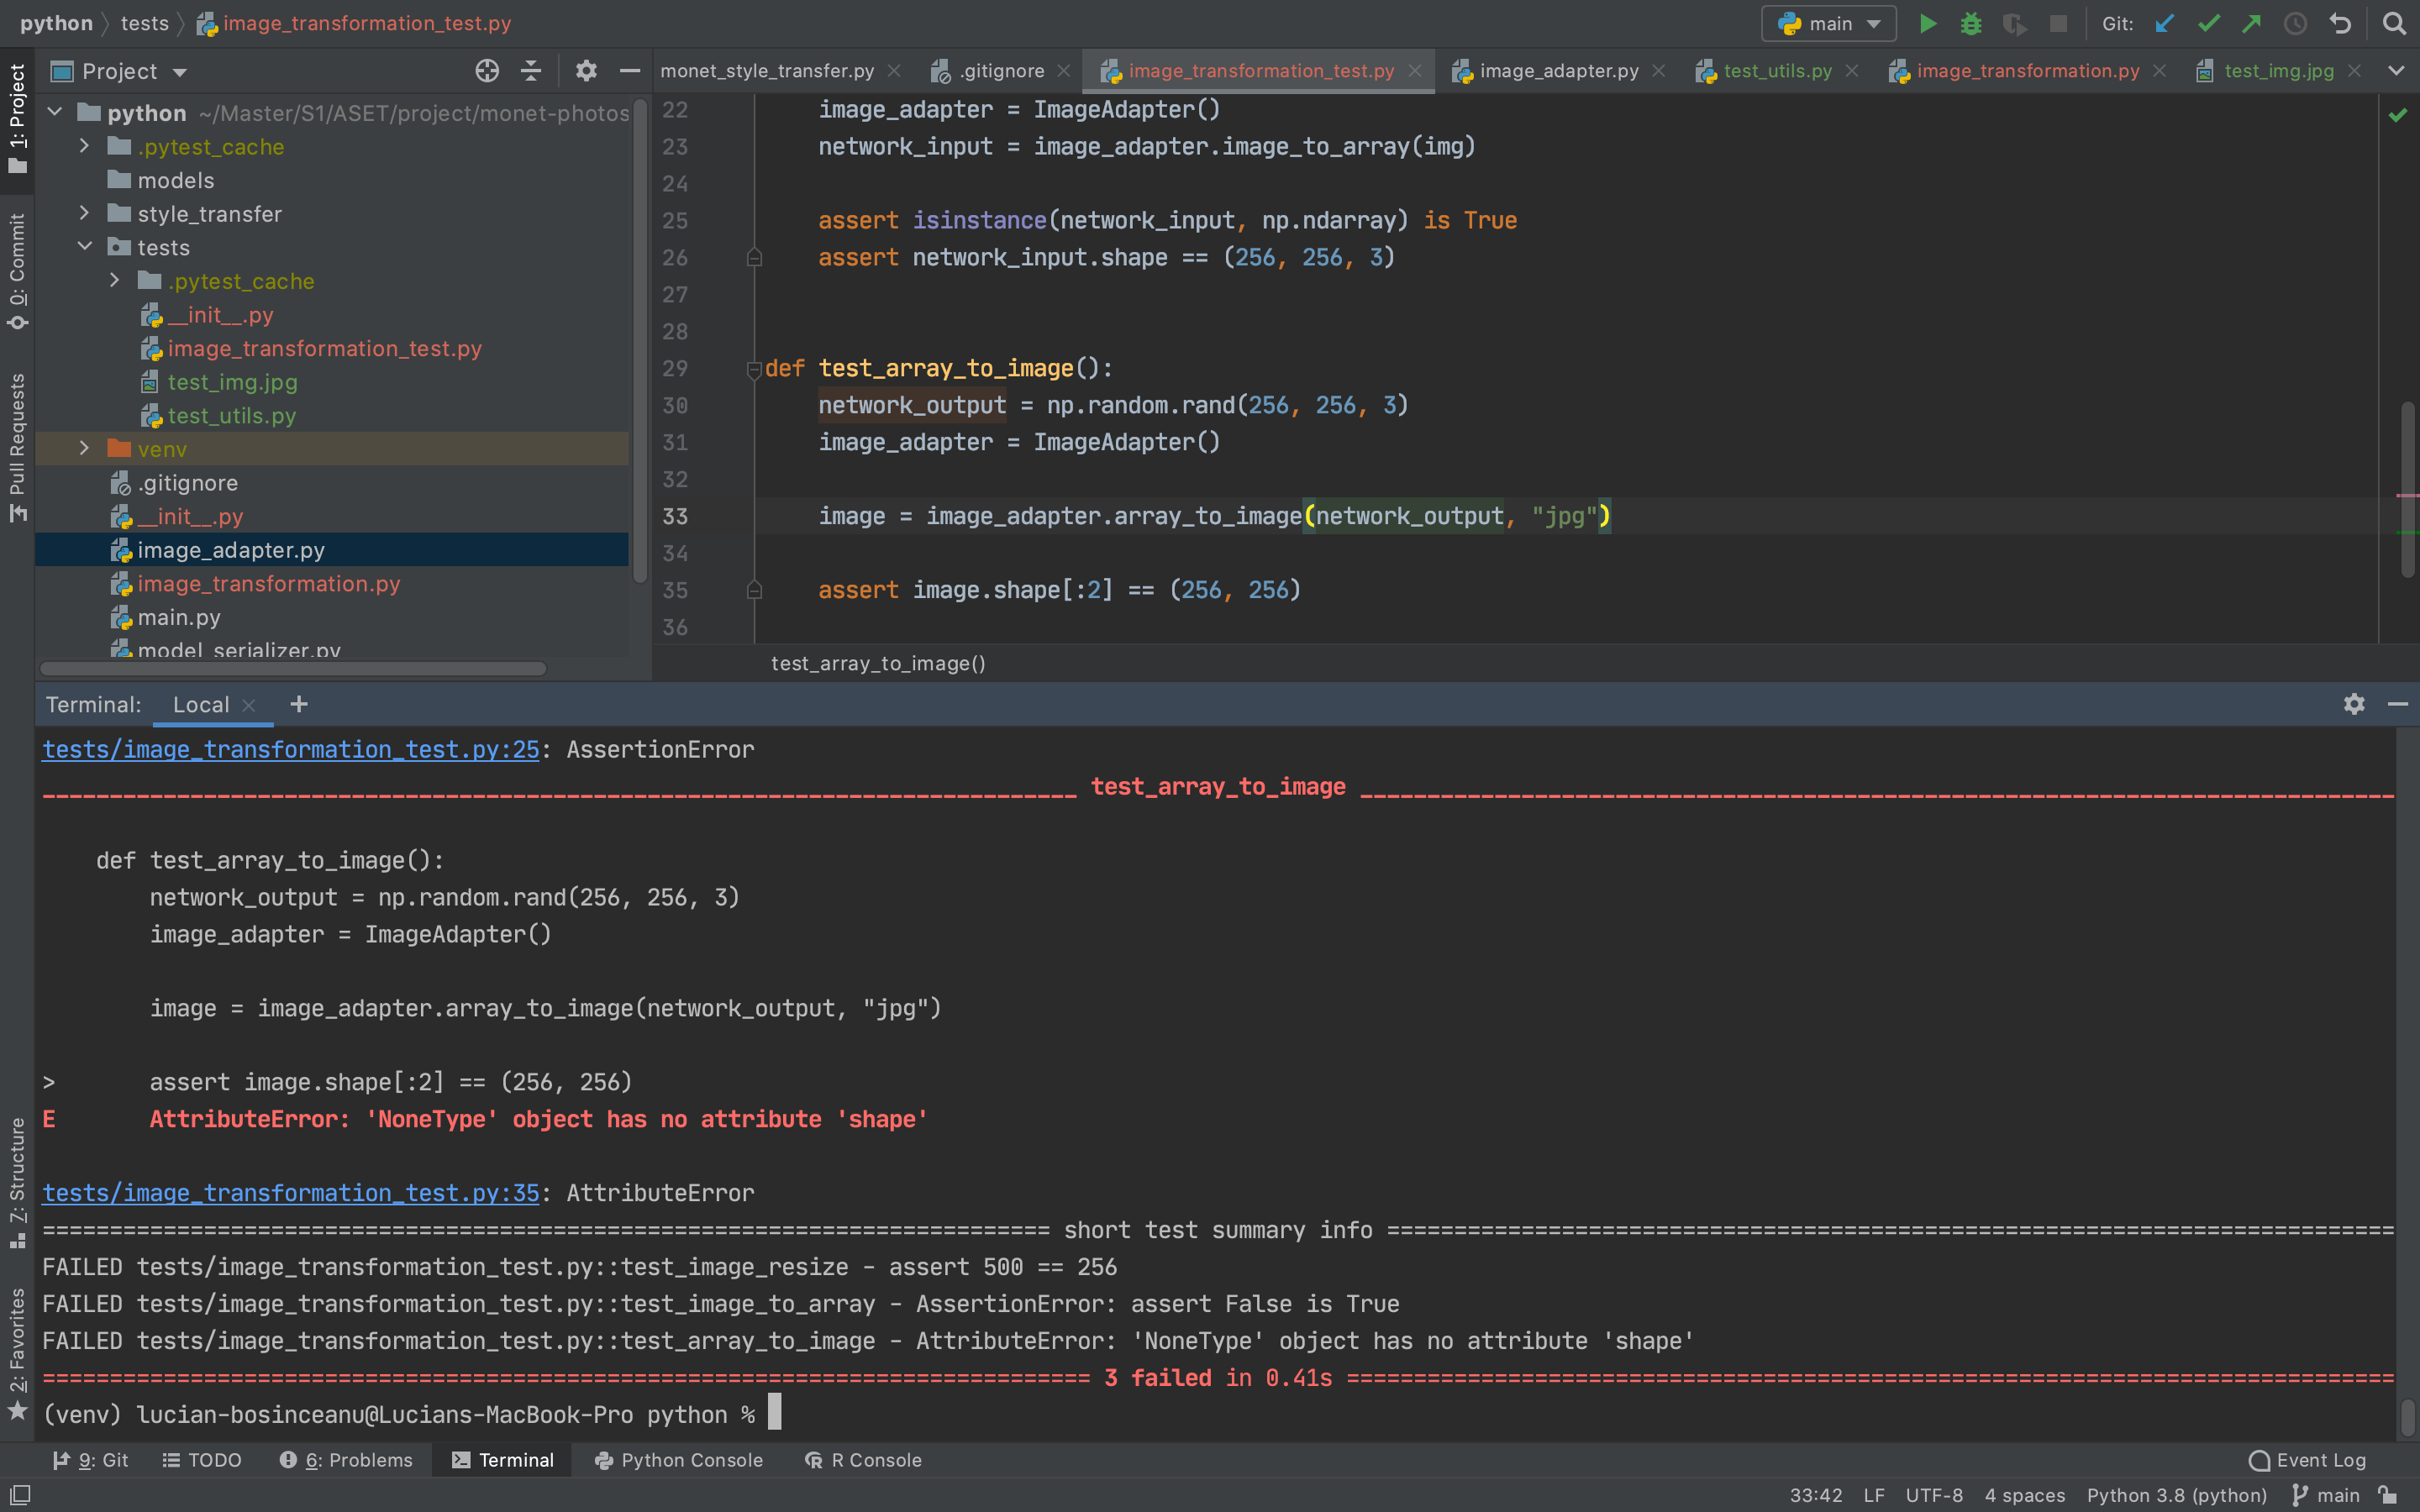 python tests image_transformation_test.py main Git:
1: Project
Project
monet_style_transfer.py .gitignore image_transformation_test.py image_adapter.py test_utils.py image_transformation.py test_img.jpg
python ~/Master/S1/ASET/project/monet-photos
.pytest_cache
models
style_transfer
tests
.pytest_cache
__init__.py
image_transformation_test.py
test_img.jpg
test_utils.py
venv
.gitignore
__init__.py
image_adapter.py
image_transformation.py
main.py
model_serializer.py
0: Commit
Pull Requests
22 image_adapter = ImageAdapter()
23 network_input = image_adapter.image_to_array(img)
24
25 assert isinstance(network_input, np.ndarray) is True
26 assert network_input.shape == (256, 256, 3)
27
28
29 def test_array_to_image():
30 network_output = np.random.rand(256, 256, 3)
31 image_adapter = ImageAdapter()
32
33 image = image_adapter.array_to_image(network_output, "jpg")
34
35 assert image.shape[:2] == (256, 256)
36
test_array_to_image()
Terminal: Local +
tests/image_transformation_test.py:25: AssertionError
_____________________________________________________________________________ test_array_to_image _____________________________________________________________________________
def test_array_to_image():
network_output = np.random.rand(256, 256, 3)
image_adapter = ImageAdapter()
image = image_adapter.array_to_image(network_output, "jpg")
> assert image.shape[:2] == (256, 256)
E AttributeError: 'NoneType' object has no attribute 'shape'
tests/image_transformation_test.py:35: AttributeError
=========================================================================== short test summary info ===========================================================================
FAILED tests/image_transformation_test.py::test_image_resize - assert 500 == 256
FAILED tests/image_transformation_test.py::test_image_to_array - AssertionError: assert False is True
FAILED tests/image_transformation_test.py::test_array_to_image - AttributeError: 'NoneType' object has no attribute 'shape'
============================================================================== 3 failed in 0.41s ==============================================================================
(venv) lucian-bosinceanu@Lucians-MacBook-Pro python %
Z: Structure
2: Favorites
9: Git TODO 6: Problems Terminal Python Console R Console Event Log
33:42 LF UTF-8 4 spaces Python 3.8 (python) main